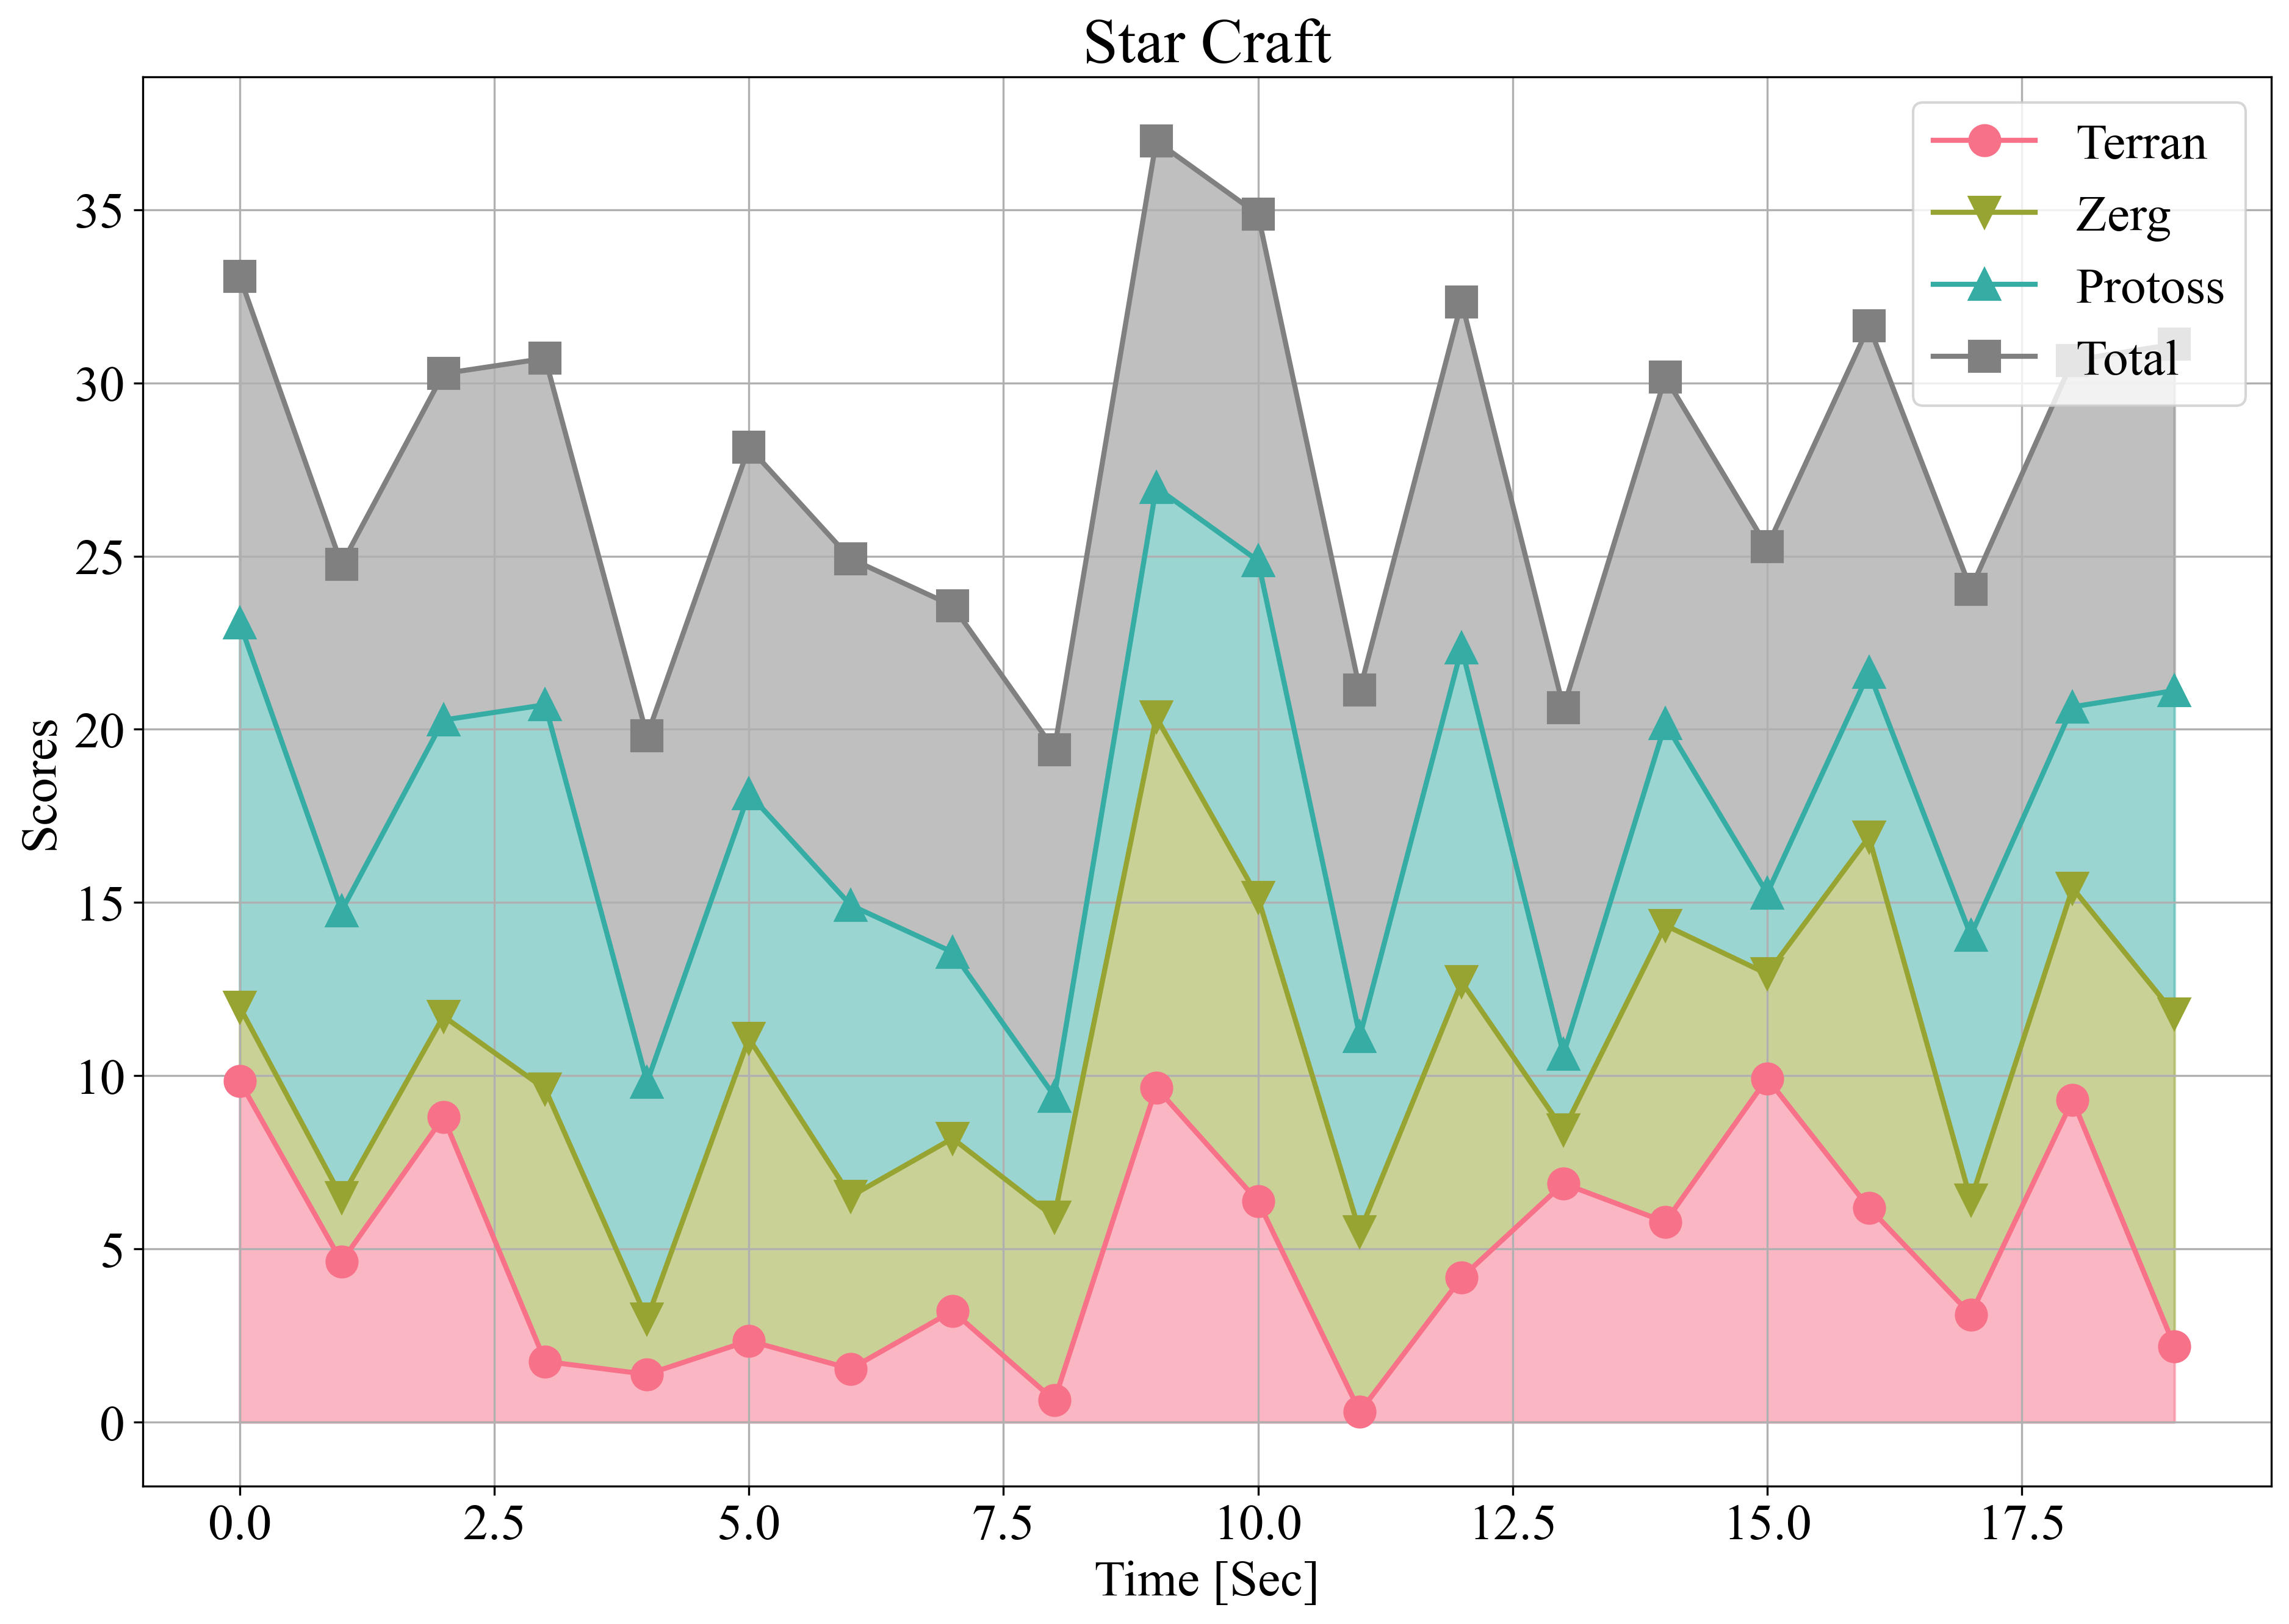 Star Craft
Terran
Zerg
Protoss
Total
Scores
35
30
25
20
15
10
5
0
0.0 2.5 5.0 7.5 10.0 12.5 15.0 17.5
Time [Sec]